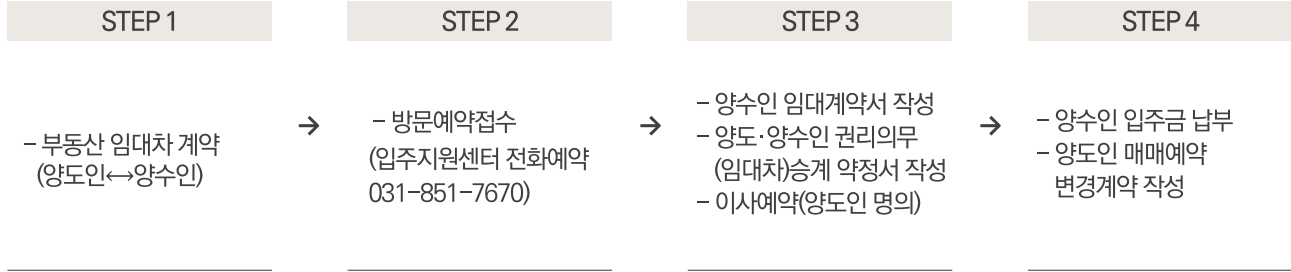 STEP 1
– 부동산 임대차 계약
(양도인↔양수인)
→
STEP 2
– 방문예약접수
(입주지원센터 전화예약
031–851–7670)
→
STEP 3
– 양수인 임대계약서 작성
– 양도·양수인 권리의무
(임대차)승계 약정서 작성
– 이사예약(양도인 명의)
→
STEP 4
– 양수인 입주금 납부
– 양도인 매매예약
변경계약 작성